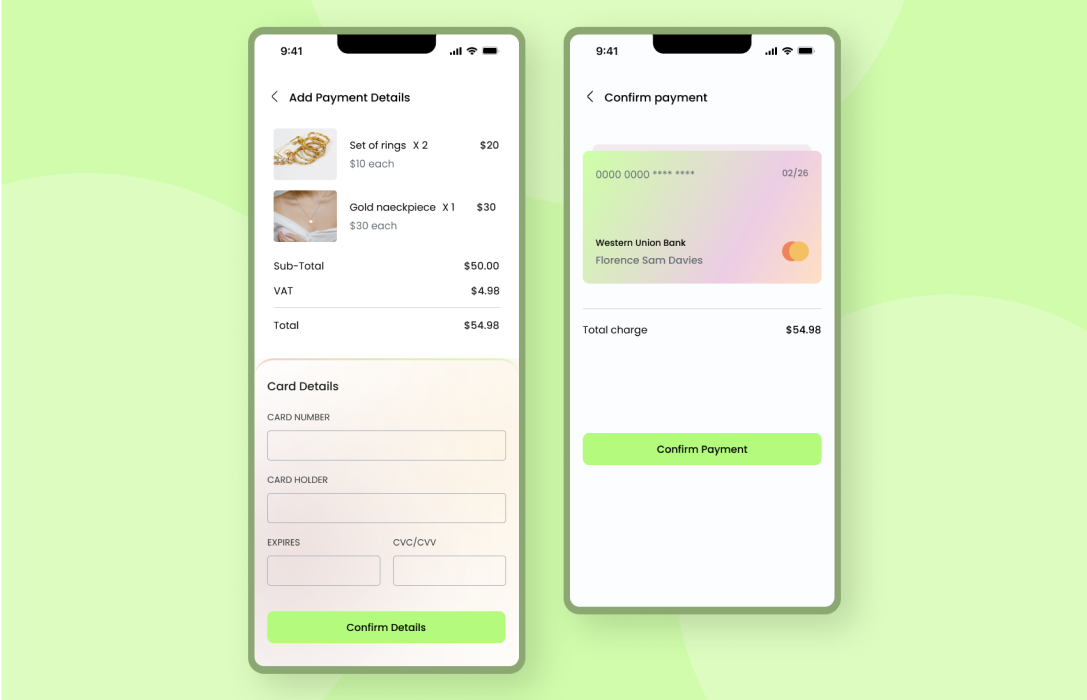 9:41
Add Payment Details
Set of rings X 2 $20
$10 each
Gold naeckpiece X 1 $30
$30 each
Sub-Total $50.00
VAT $4.98
Total $54.98
Card Details
CARD NUMBER
CARD HOLDER
EXPIRES CVC/CVV
Confirm Details
9:41
Confirm payment
0000 0000 **** **** 02/26
Western Union Bank
Florence Sam Davies
Total charge $54.98
Confirm Payment